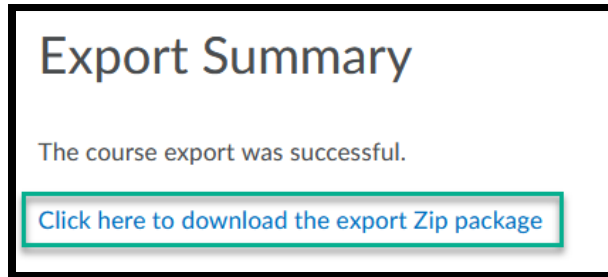 Export Summary
The course export was successful.
Click here to download the export Zip package